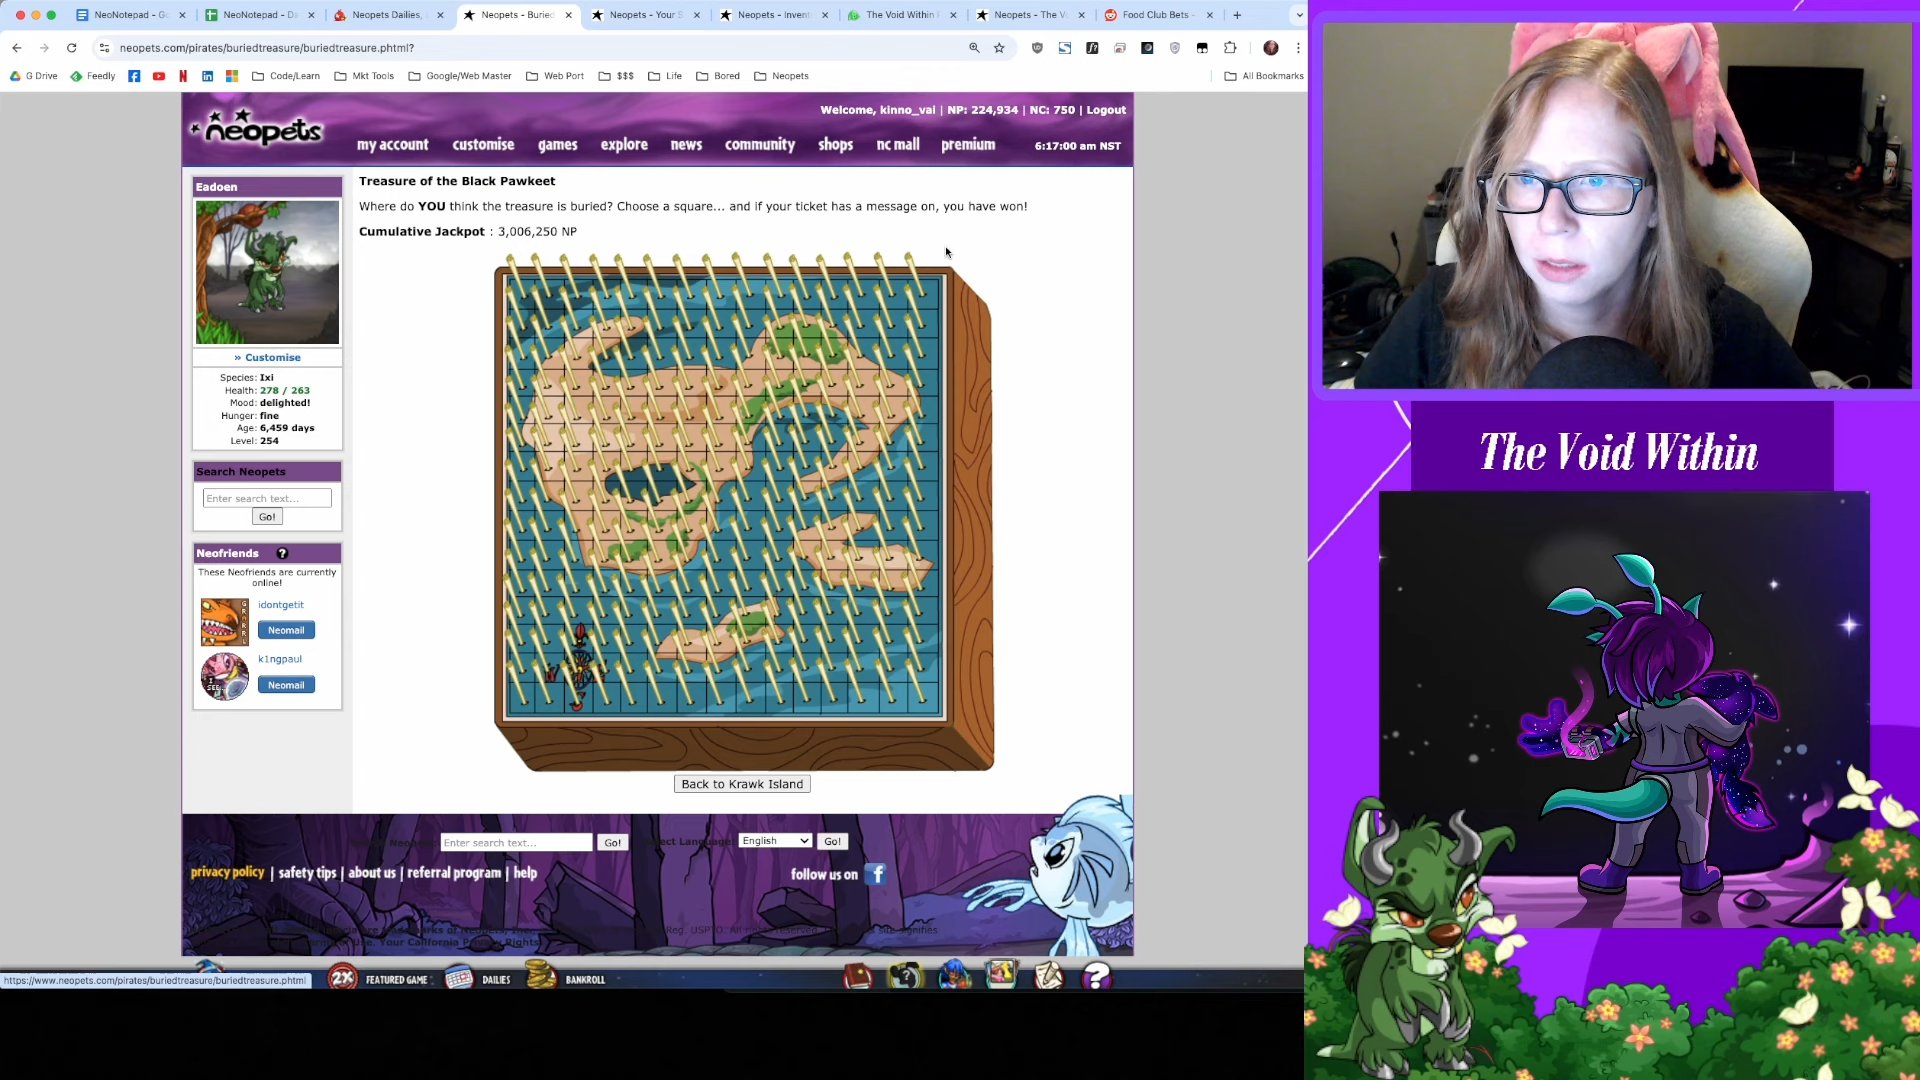 NeoNotepad - G
NeoNotepad - D
Neopets Dailies,
Neopets - Buried
Neopets - Your S
Neopets - Invent
The Void Within
Neopets - The V
Food Club Bets -
neopets.com/pirates/buriedtreasure/buriedtreasure.phtml?
G Drive
Feedly
Code/Learn
Mkt Tools
Google/Web Master
Web Port
$$$
Life
Bored
Neopets
All Bookmarks
neopets
Welcome, kinno_vai | NP: 224,934 | NC: 750 | Logout
my account
customise
games
explore
news
community
shops
nc mall
premium
6:17:00 am NST
Eadoen
» Customise
Species: Ixi
Health: 278 / 263
Mood: delighted!
Hunger: fine
Age: 6,459 days
Level: 254
Search Neopets
Enter search text...
Go!
Neofriends
These Neofriends are currently
online!
idontgetit
Neomail
k1ngpaul
Neomail
Treasure of the Black Pawkeet
Where do YOU think the treasure is buried? Choose a square... and if your ticket has a message on, you have won!
Cumulative Jackpot : 3,006,250 NP
Back to Krawk Island
Enter search text...
Go!
English
Go!
privacy policy | safety tips | about us | referral program | help
follow us on
https://www.neopets.com/pirates/buriedtreasure/buriedtreasure.phtml
2X
FEATURED GAME
DAILIES
BANKROLL
The Void Within